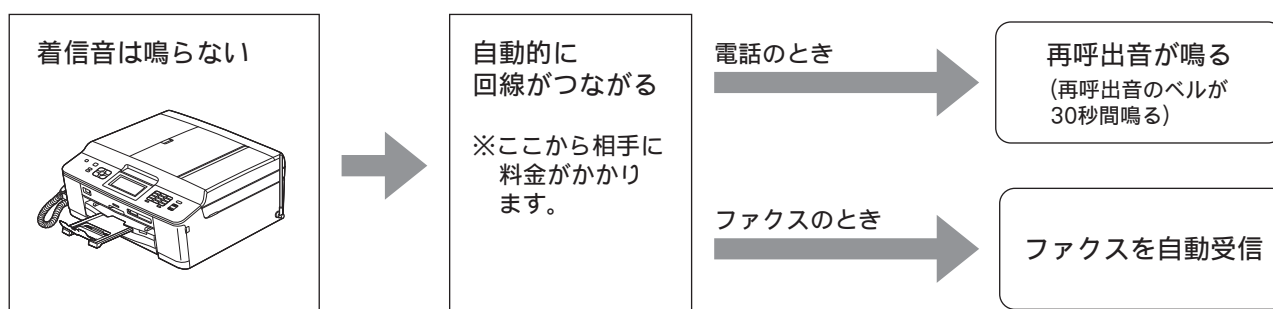 着信音は鳴らない
自動的に
回線がつながる
※ここから相手に
料金がかかり
ます。
電話のとき
再呼出音が鳴る
(再呼出音のベルが
30秒間鳴る)
ファクスのとき
ファクスを自動受信